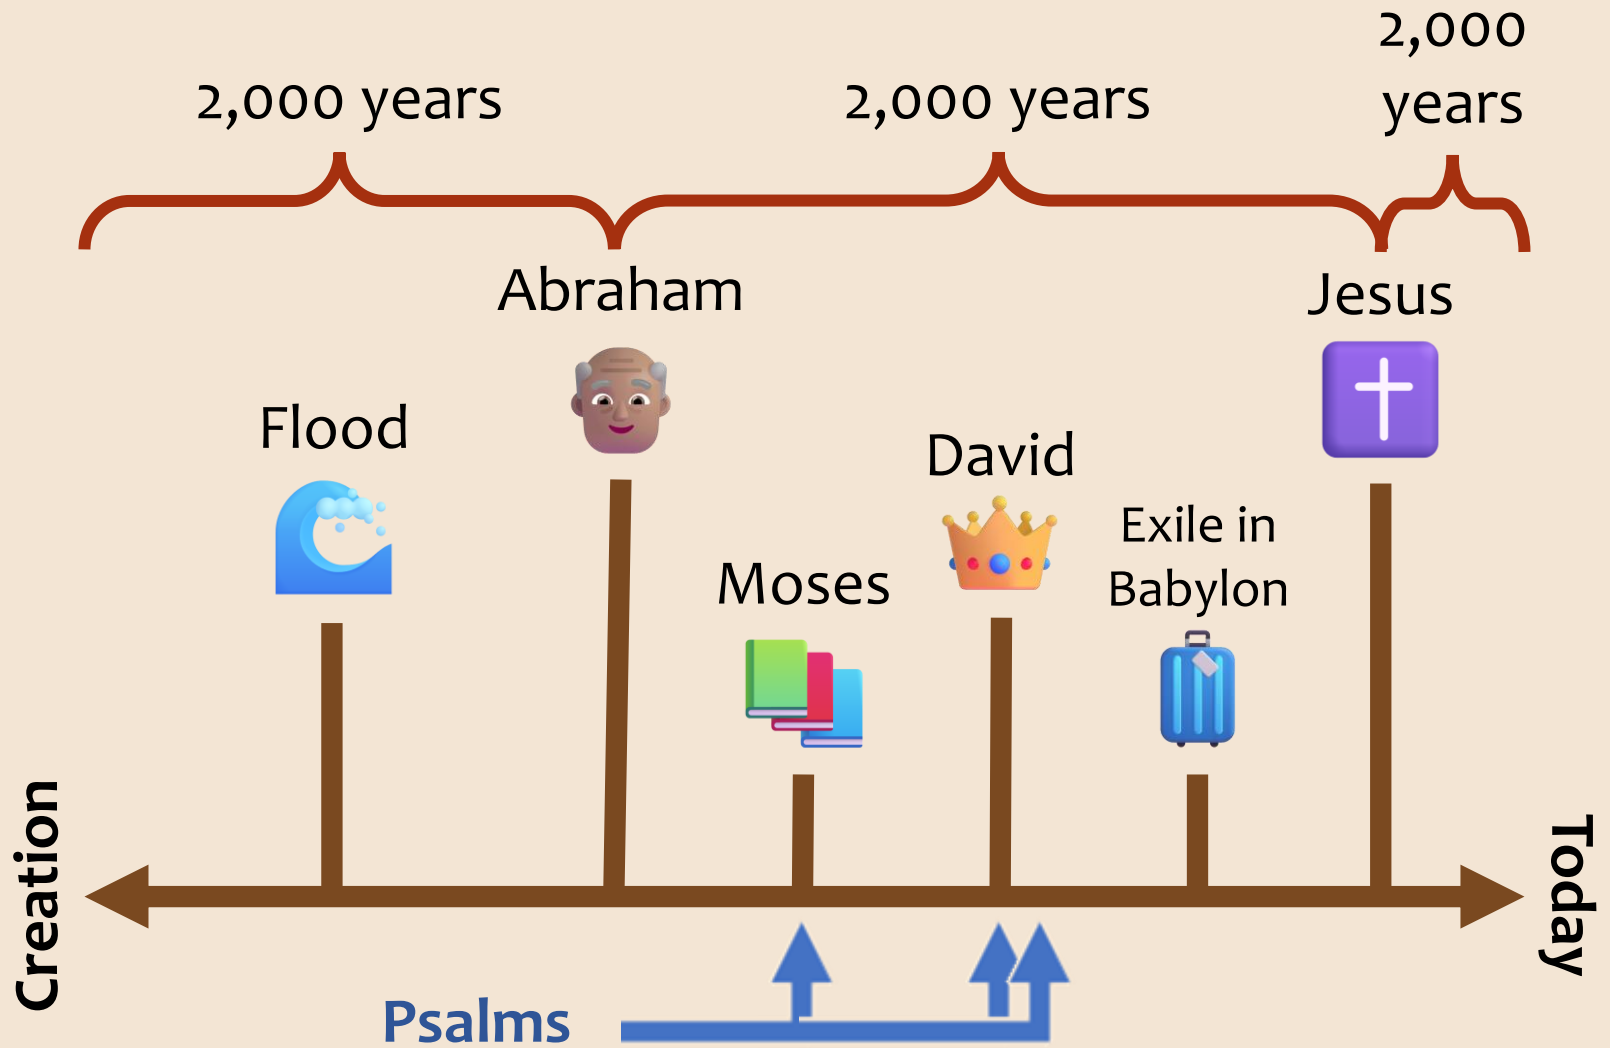 2,000
years
2,000 years
2,000 years
Abraham
Jesus
Flood
David
Exile in
Babylon
Moses
Creation
Today
Psalms